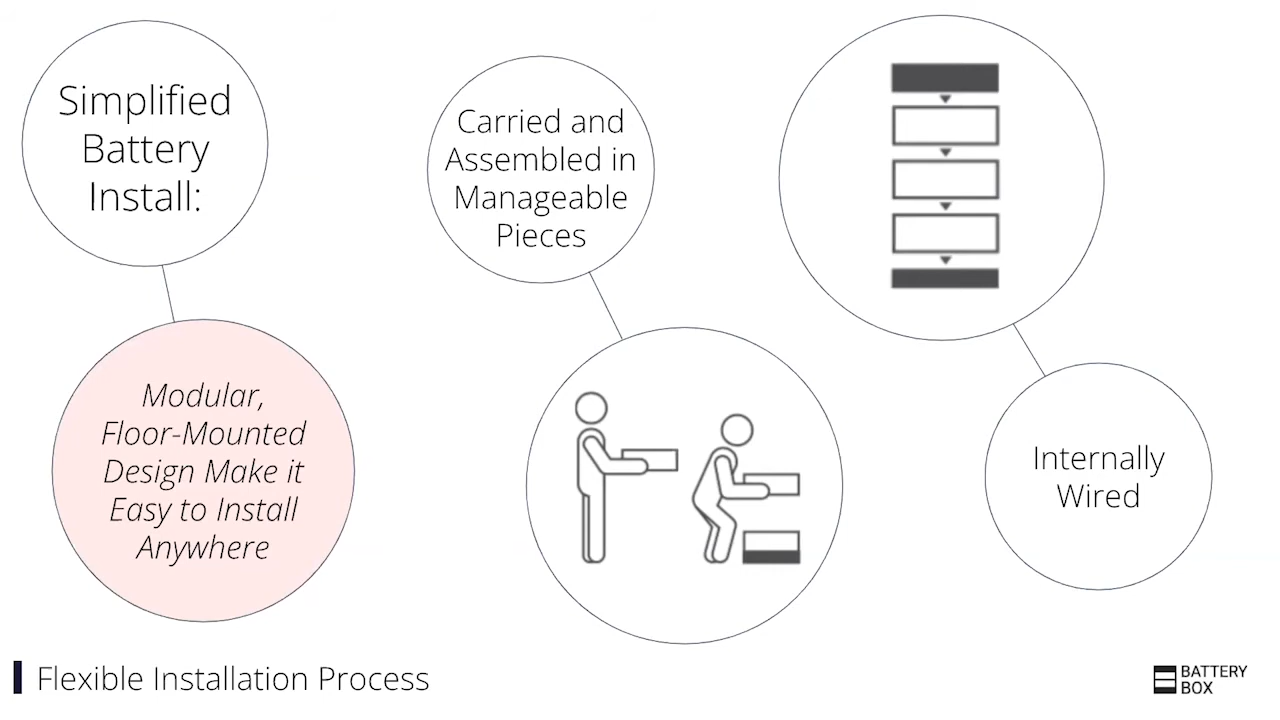 Simplified
Battery
Install:
Modular,
Floor-Mounted
Design Make it
Easy to Install
Anywhere
Carried and
Assembled in
Manageable
Pieces
Internally
Wired
Flexible Installation Process
BATTERY
BOX